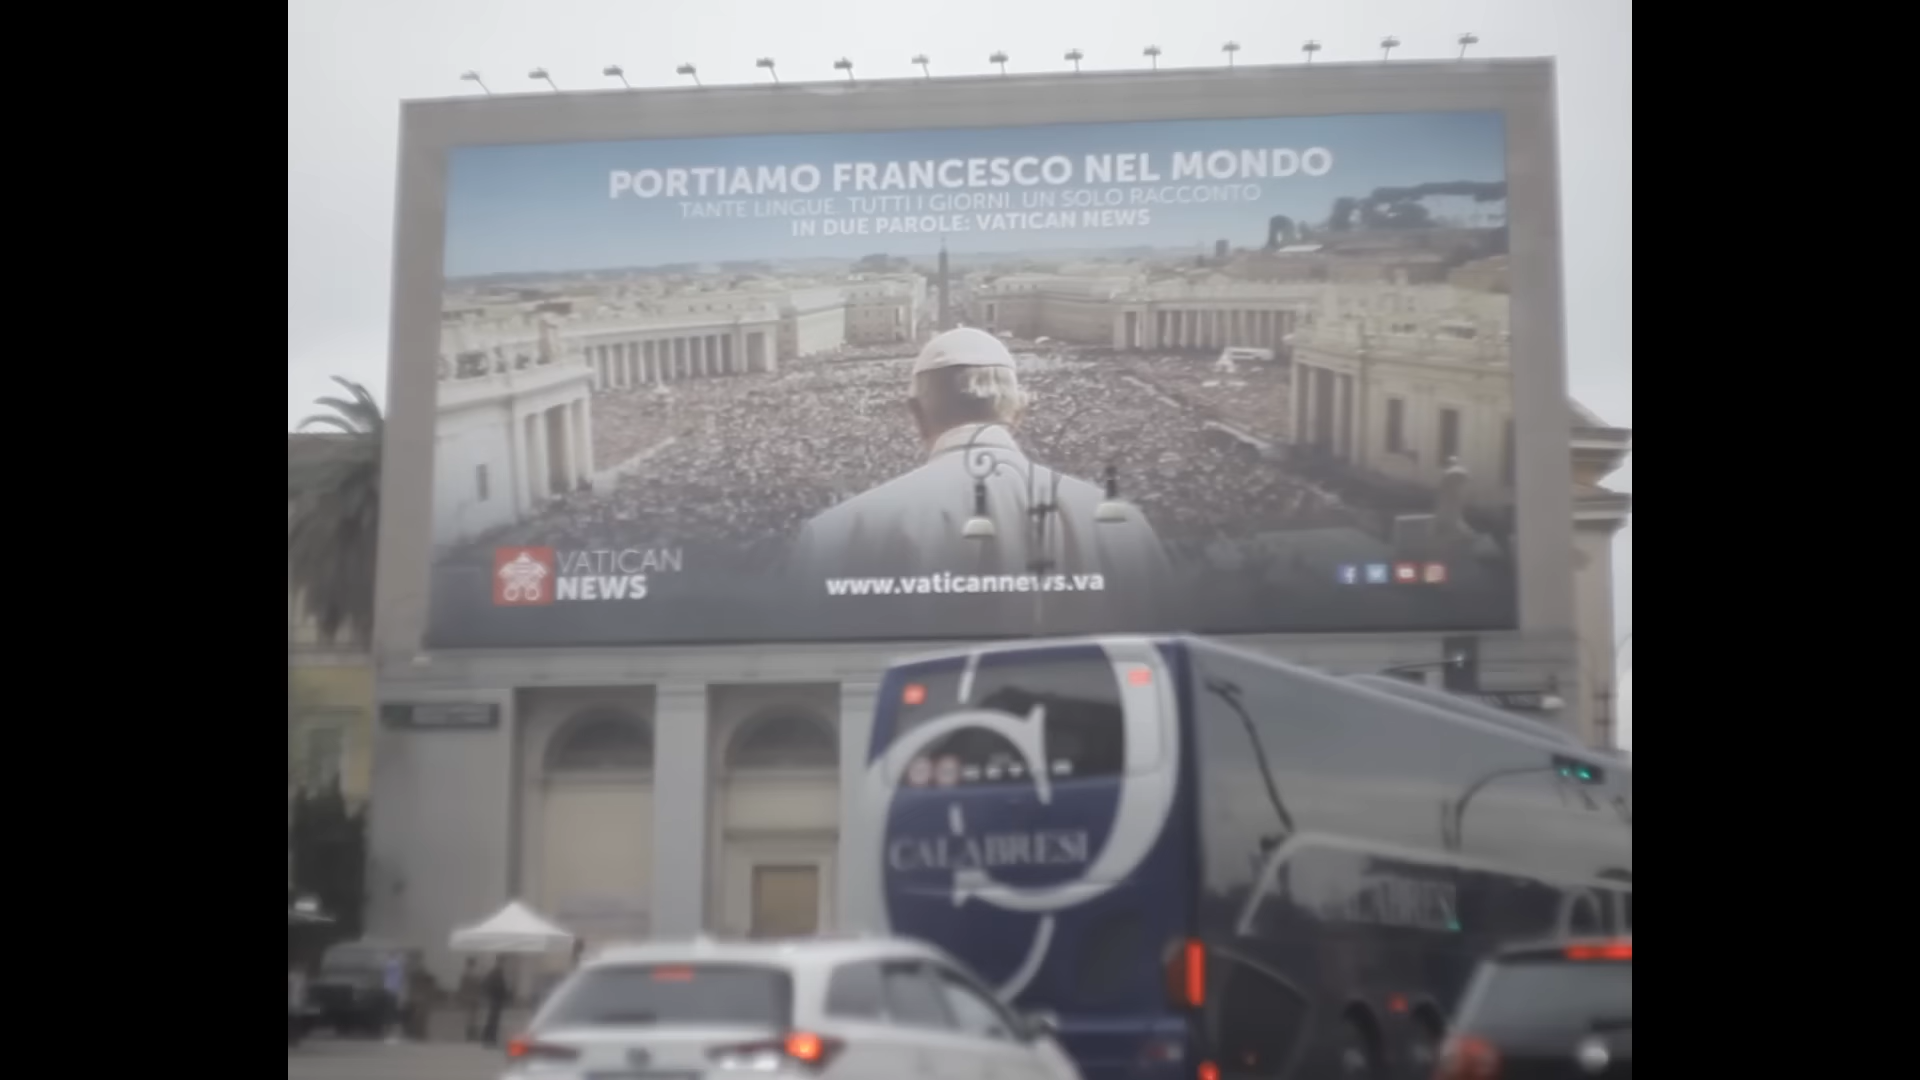 PORTIAMO FRANCESCO NEL MONDO
TANTE LINGUE. TUTTI I GIORNI. UN SOLO RACCONTO
IN DUE PAROLE: VATICAN NEWS
VATICAN
NEWS
www.vaticannews.va
CALABRESI
CALABRESI